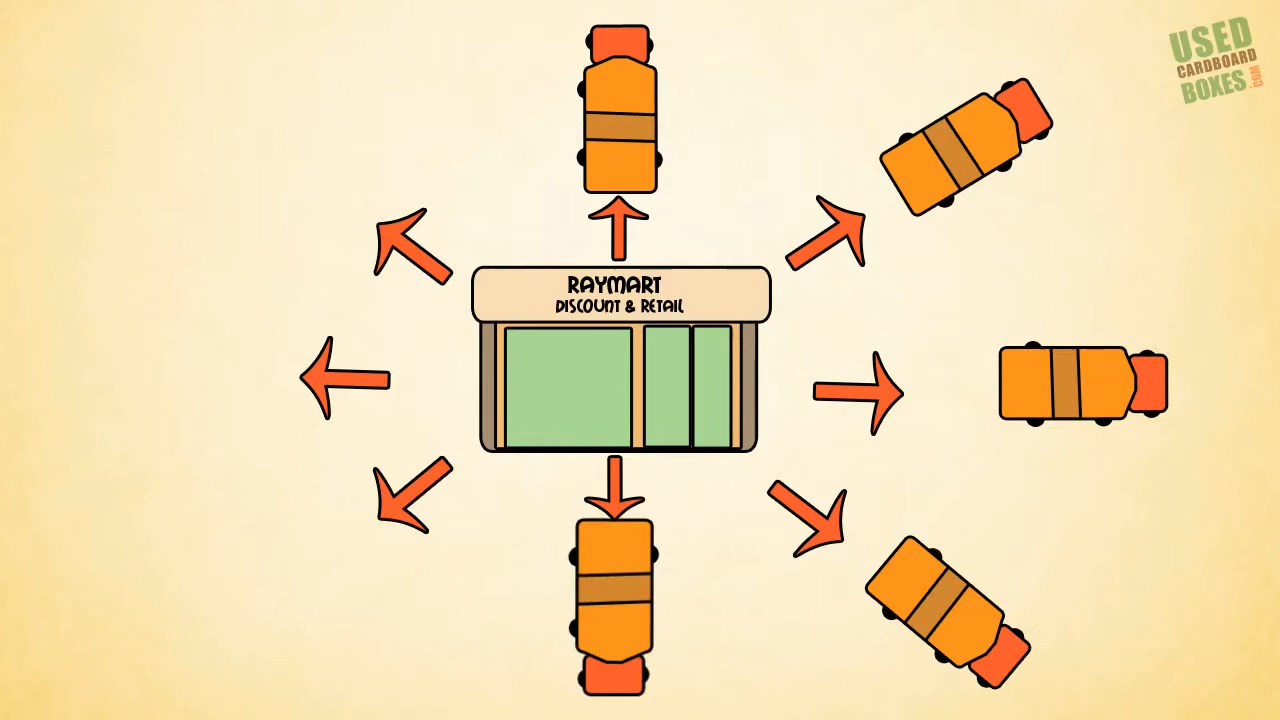 USED
CARDBOARD
BOXES.COM
RAYMART
DISCOUNT & RETAIL